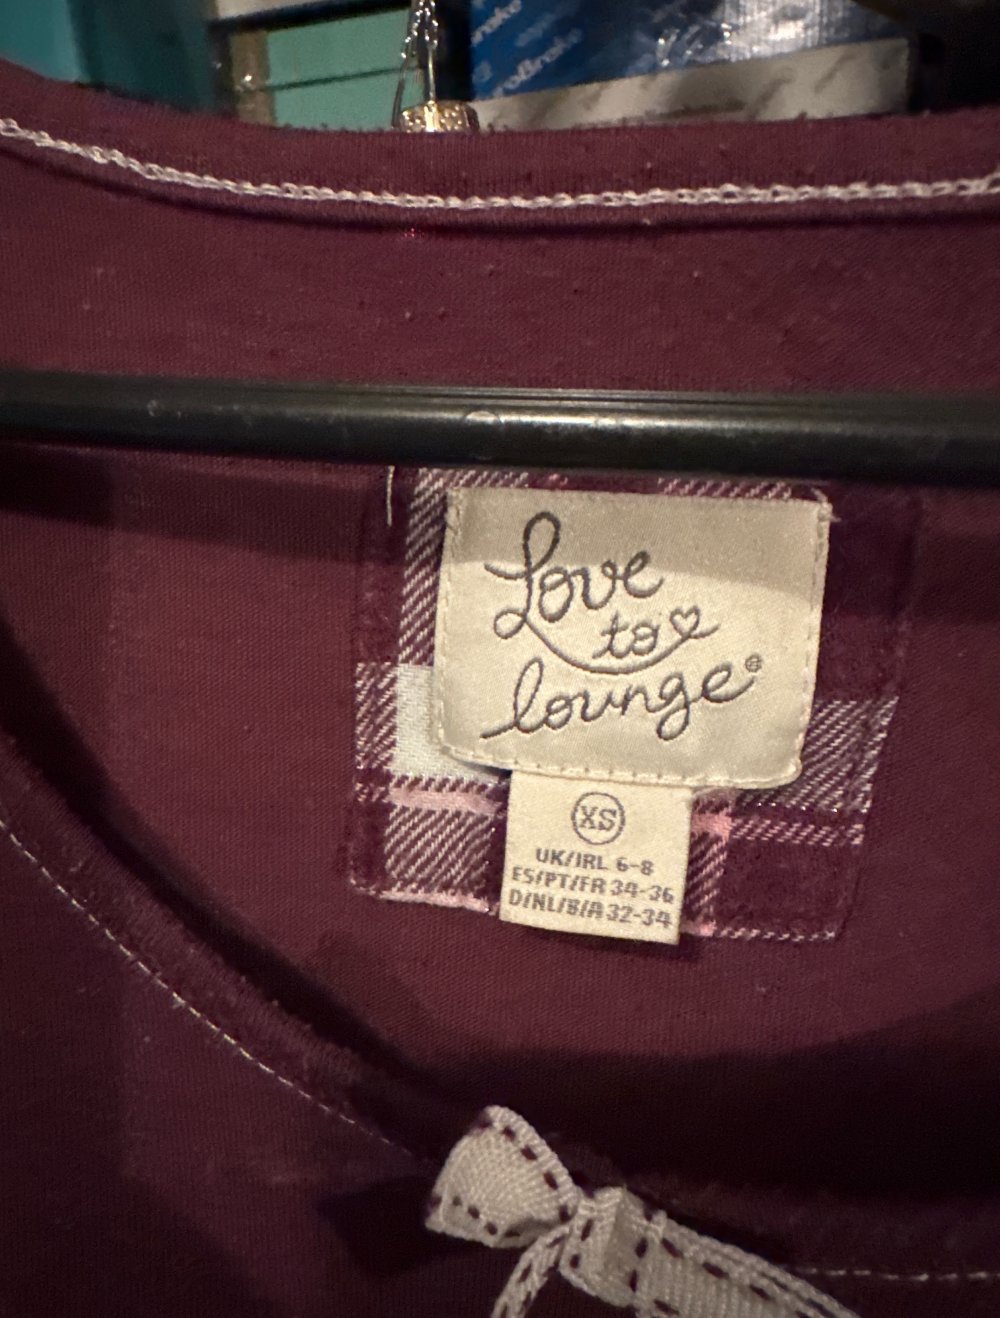 Love
to
lounge®
XS
UK/IRL 6-8
ES/PT/FR 34-36
D/NL/B/A 32-34